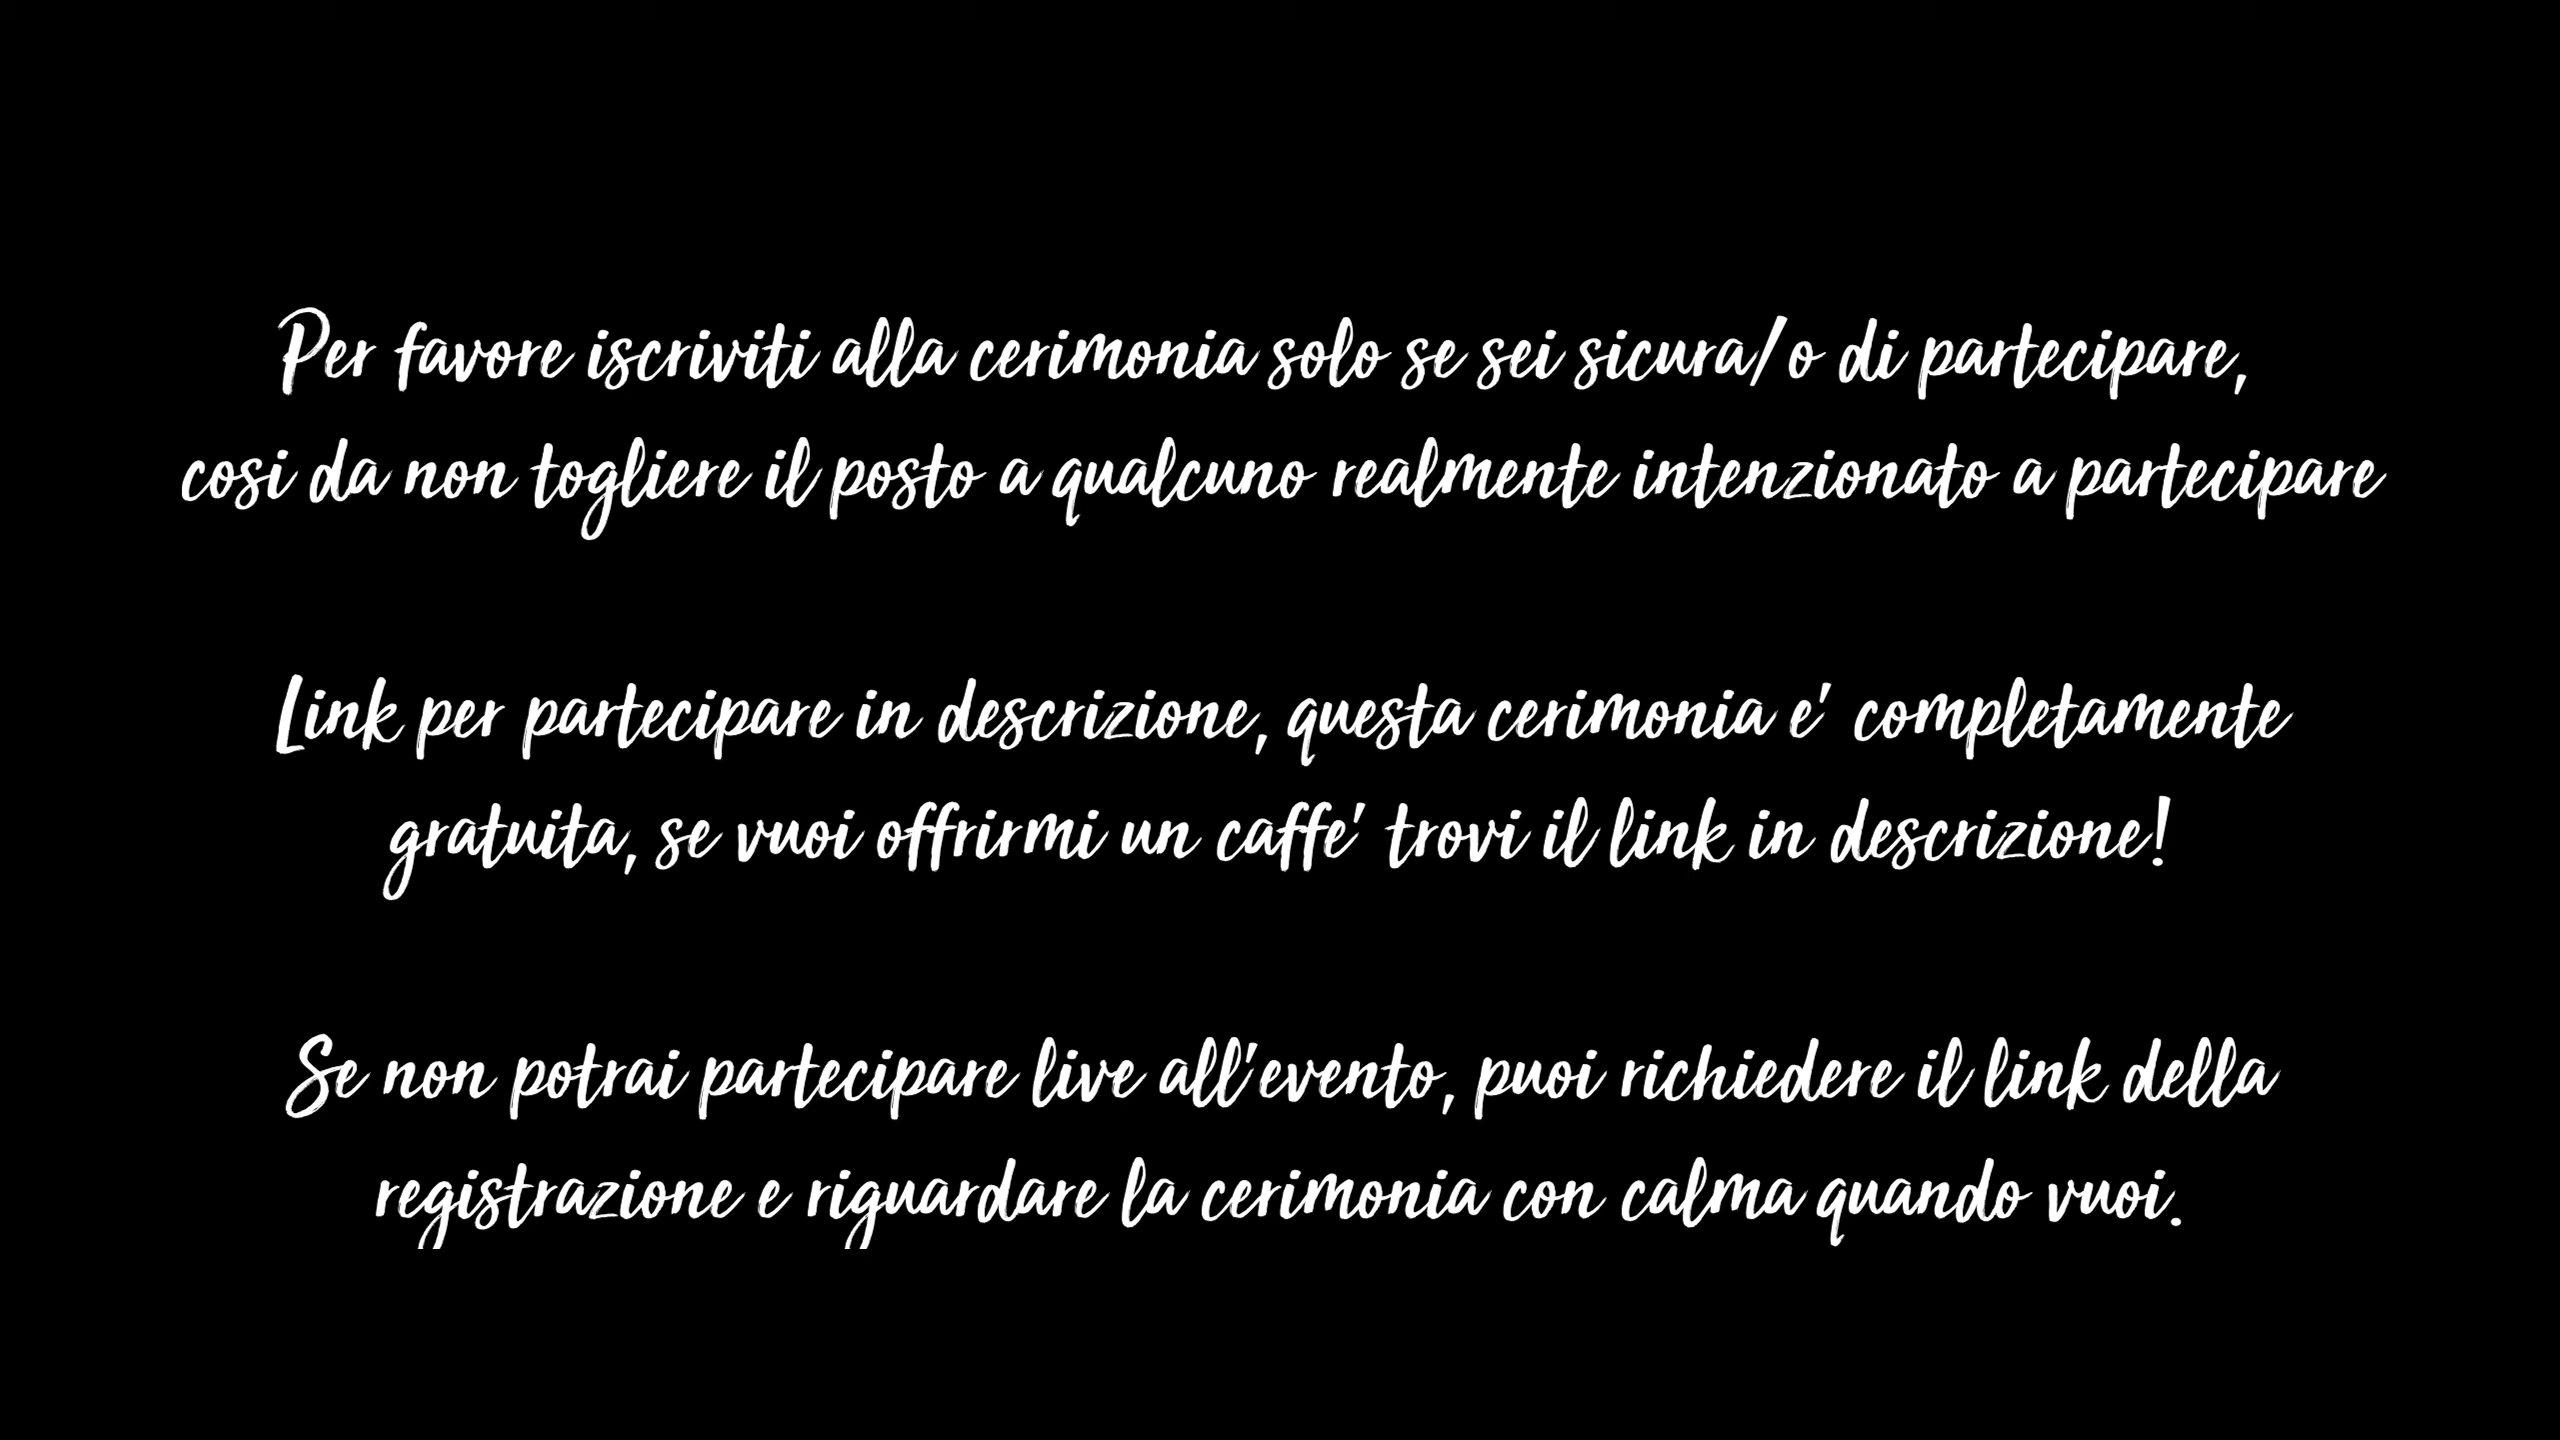 Per favore iscriviti alla cerimonia solo se sei sicura/o di partecipare,
cosi da non togliere il posto a qualcuno realmente intenzionato a partecipare
Link per partecipare in descrizione, questa cerimonia e' completamente
gratuita, se vuoi offrirmi un caffe' trovi il link in descrizione!
Se non potrai partecipare live all'evento, puoi richiedere il link della
registrazione e riguardare la cerimonia con calma quando vuoi.